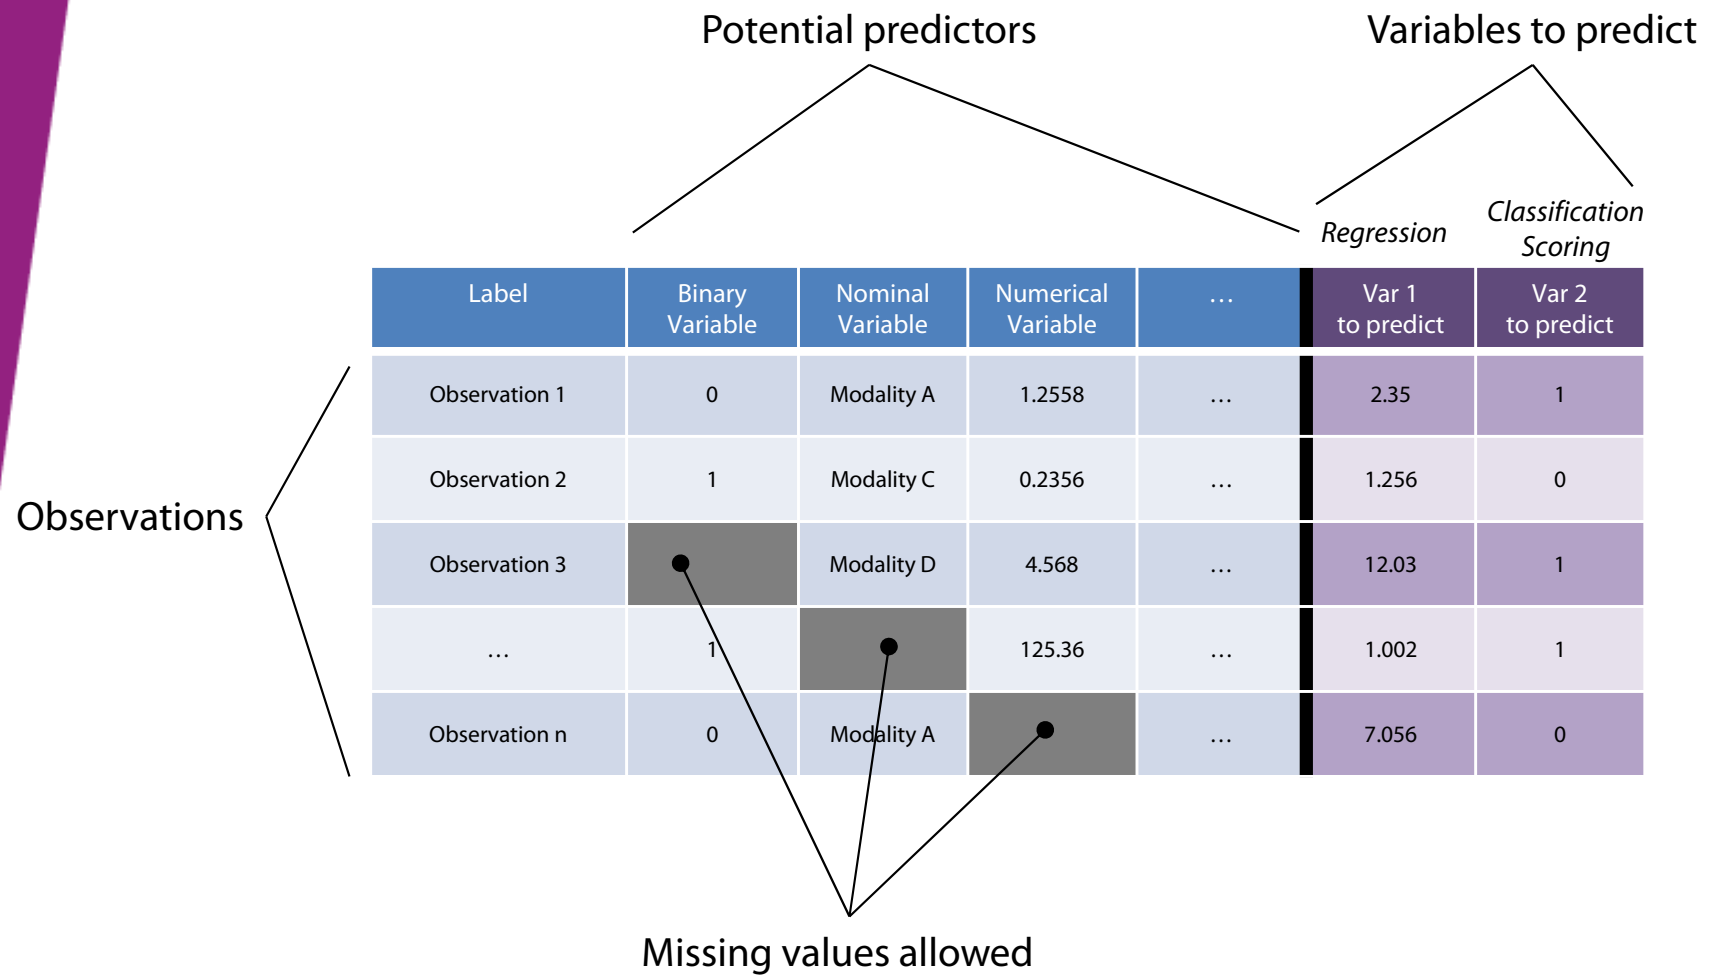 Potential predictors
Variables to predict
Regression
Classification
Scoring
Label
Binary
Variable
Nominal
Variable
Numerical
Variable
…
Var 1
to predict
Var 2
to predict
Observations
Observation 1 0 Modality A 1.2558 … 2.35 1
Observation 2 1 Modality C 0.2356 … 1.256 0
Observation 3 Modality D 4.568 … 12.03 1
… 1 125.36 … 1.002 1
Observation n 0 Modality A … 7.056 0
Missing values allowed